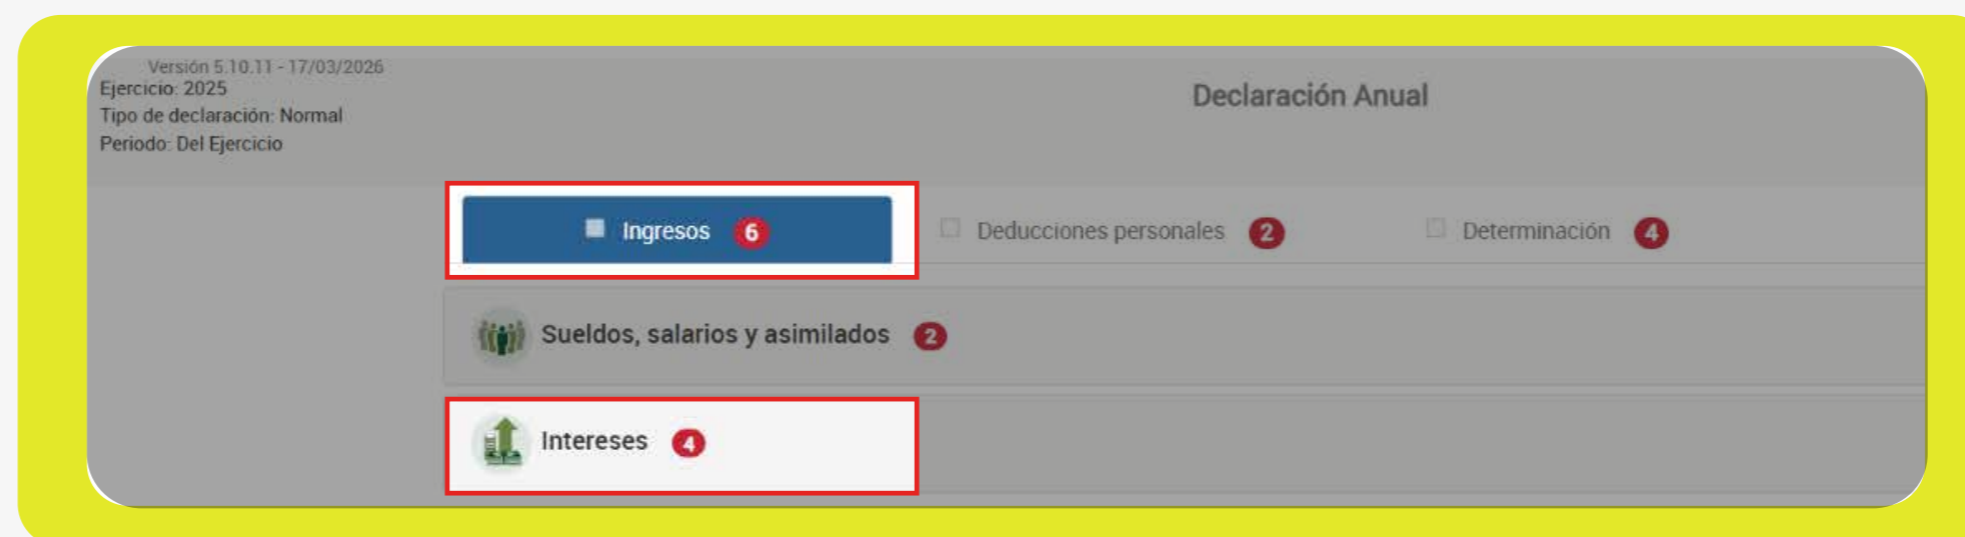 Versión 5.10.11 - 17/03/2026
Ejercicio: 2025
Tipo de declaración: Normal
Periodo: Del Ejercicio
Declaración Anual
Ingresos 6
Deducciones personales 2
Determinación 4
Sueldos, salarios y asimilados 2
Intereses 4